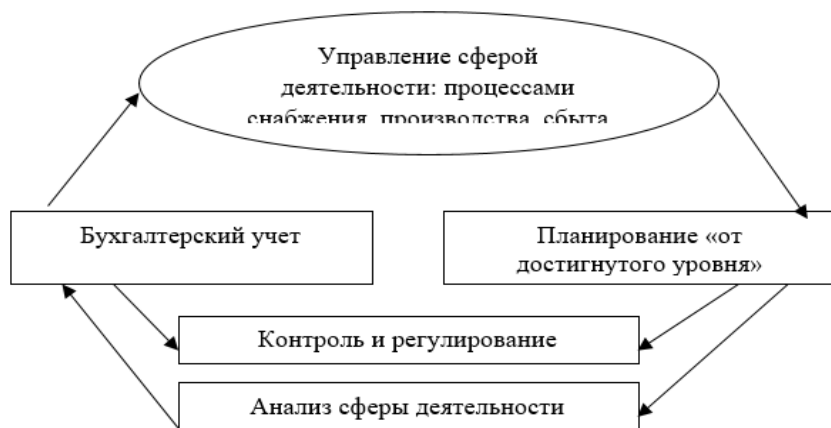 Управление сферой
деятельности: процессами
снабжения, производства, сбыта
Бухгалтерский учет
Планирование «от
достигнутого уровня»
Контроль и регулирование
Анализ сферы деятельности